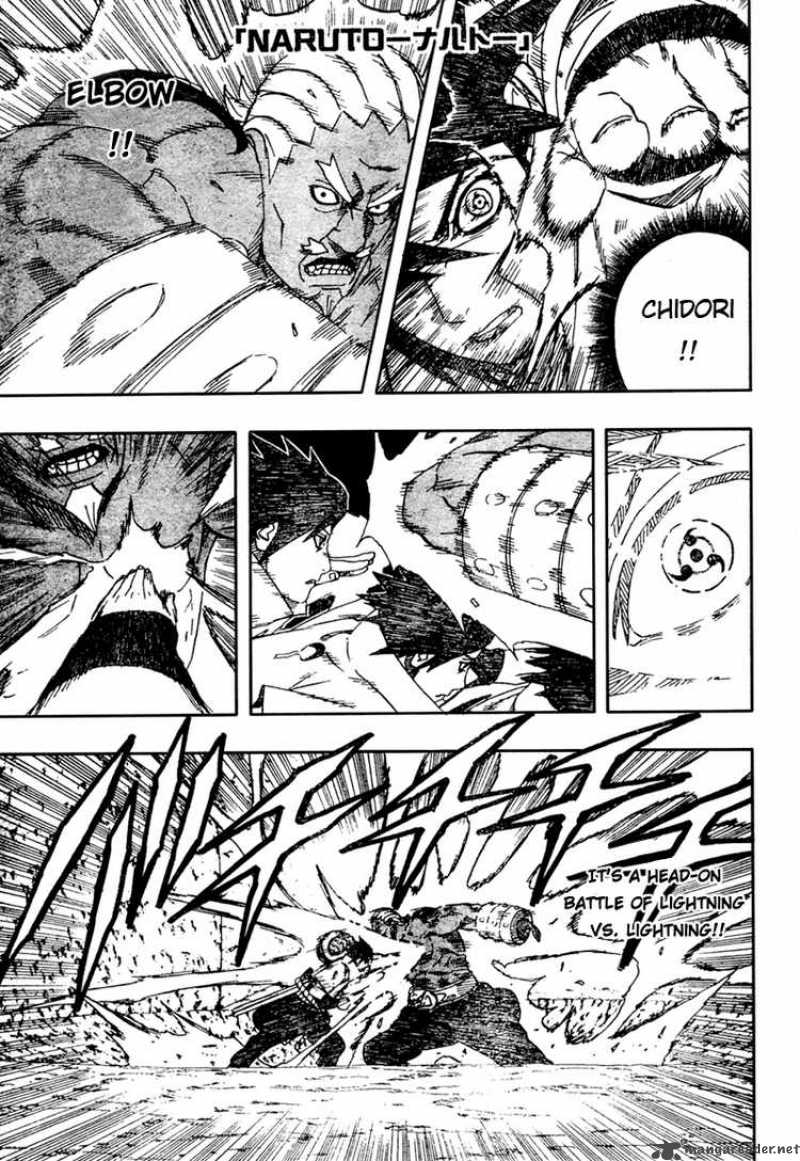 「NARUTOーナルトー」
CHIDORI
!!
ELBOW
!!
IT'S A HEAD-ON
BATTLE OF LIGHTNING
VS. LIGHTNING!!
mangareader.net